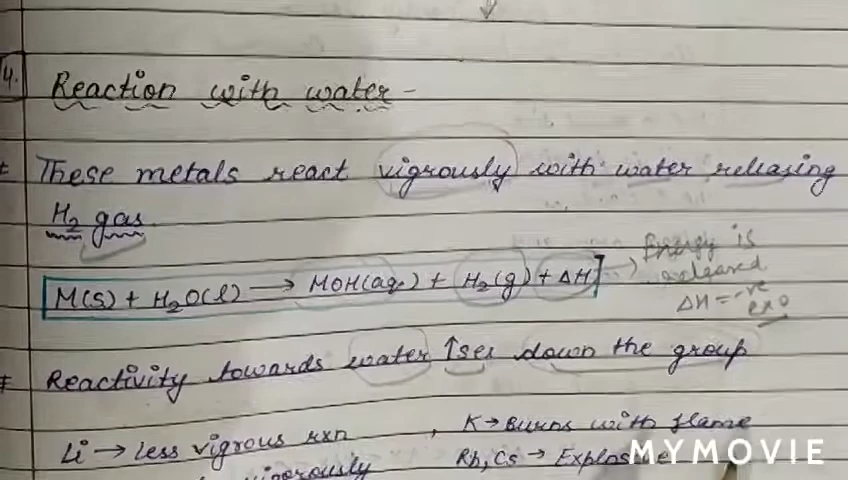 4. Reaction with water -
These metals react vigrously with water releasing
H₂ gas
M(s) + H₂O(l) → MOH(aq.) + H₂(g) + ΔH → Energy is
released
ΔH = -ve
exo
Reactivity towards water ↑ses down the group
Li → less vigrous rxn , K → Burns with flame
vigorously Rb, Cs → Explosive
MYMOVIE